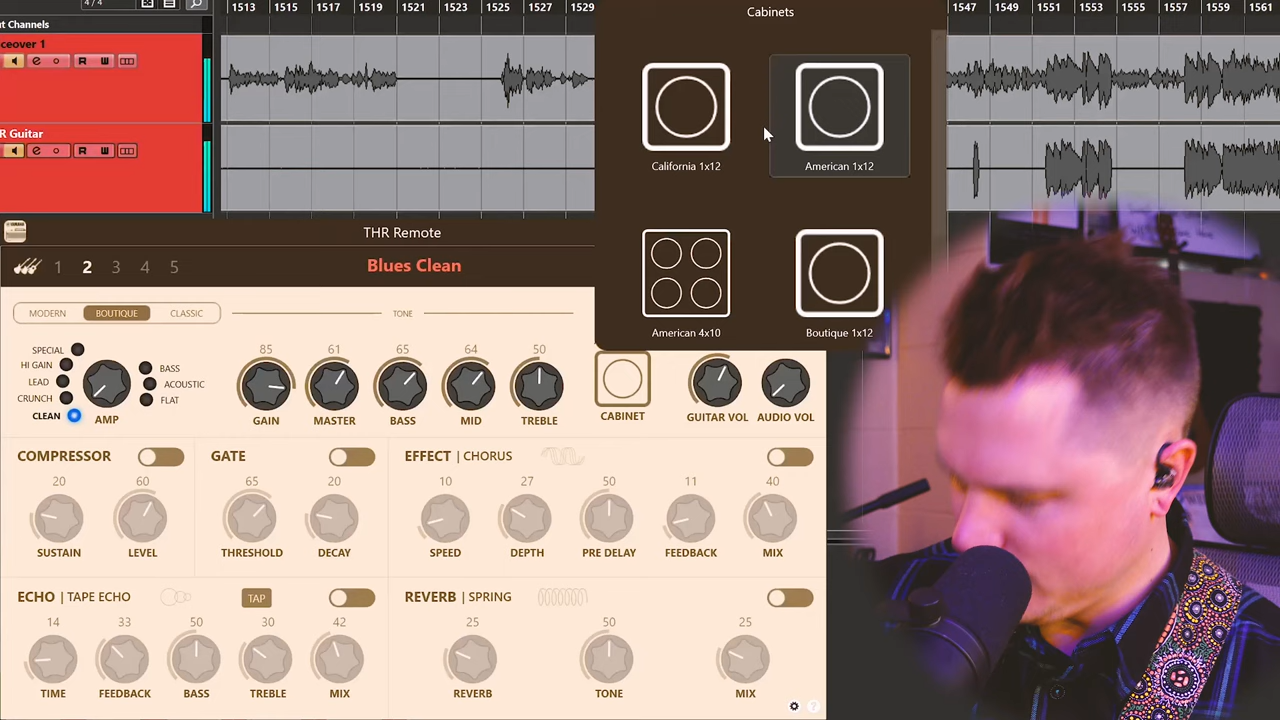 4 / 4
1513 1515 1517 1519 1521 1523 1525 1527 1529
Cabinets
1547 1549 1551 1553 1555 1557 1559 1561
t Channels
ceover 1
e R W
California 1x12 American 1x12
R Guitar
e R W
THR Remote
1 2 3 4 5
Blues Clean
American 4x10 Boutique 1x12
MODERN BOUTIQUE CLASSIC
TONE
SPECIAL
HI GAIN
LEAD
CRUNCH
CLEAN
AMP
BASS
ACOUSTIC
FLAT
85 61 65 64 50
GAIN MASTER BASS MID TREBLE
CABINET
GUITAR VOL AUDIO VOL
COMPRESSOR
20 60
SUSTAIN LEVEL
GATE
65 20
THRESHOLD DECAY
EFFECT | CHORUS
10 27 50 11 40
SPEED DEPTH PRE DELAY FEEDBACK MIX
ECHO | TAPE ECHO TAP
14 33 50 30 42
TIME FEEDBACK BASS TREBLE MIX
REVERB | SPRING
25 50 25
REVERB TONE MIX
?